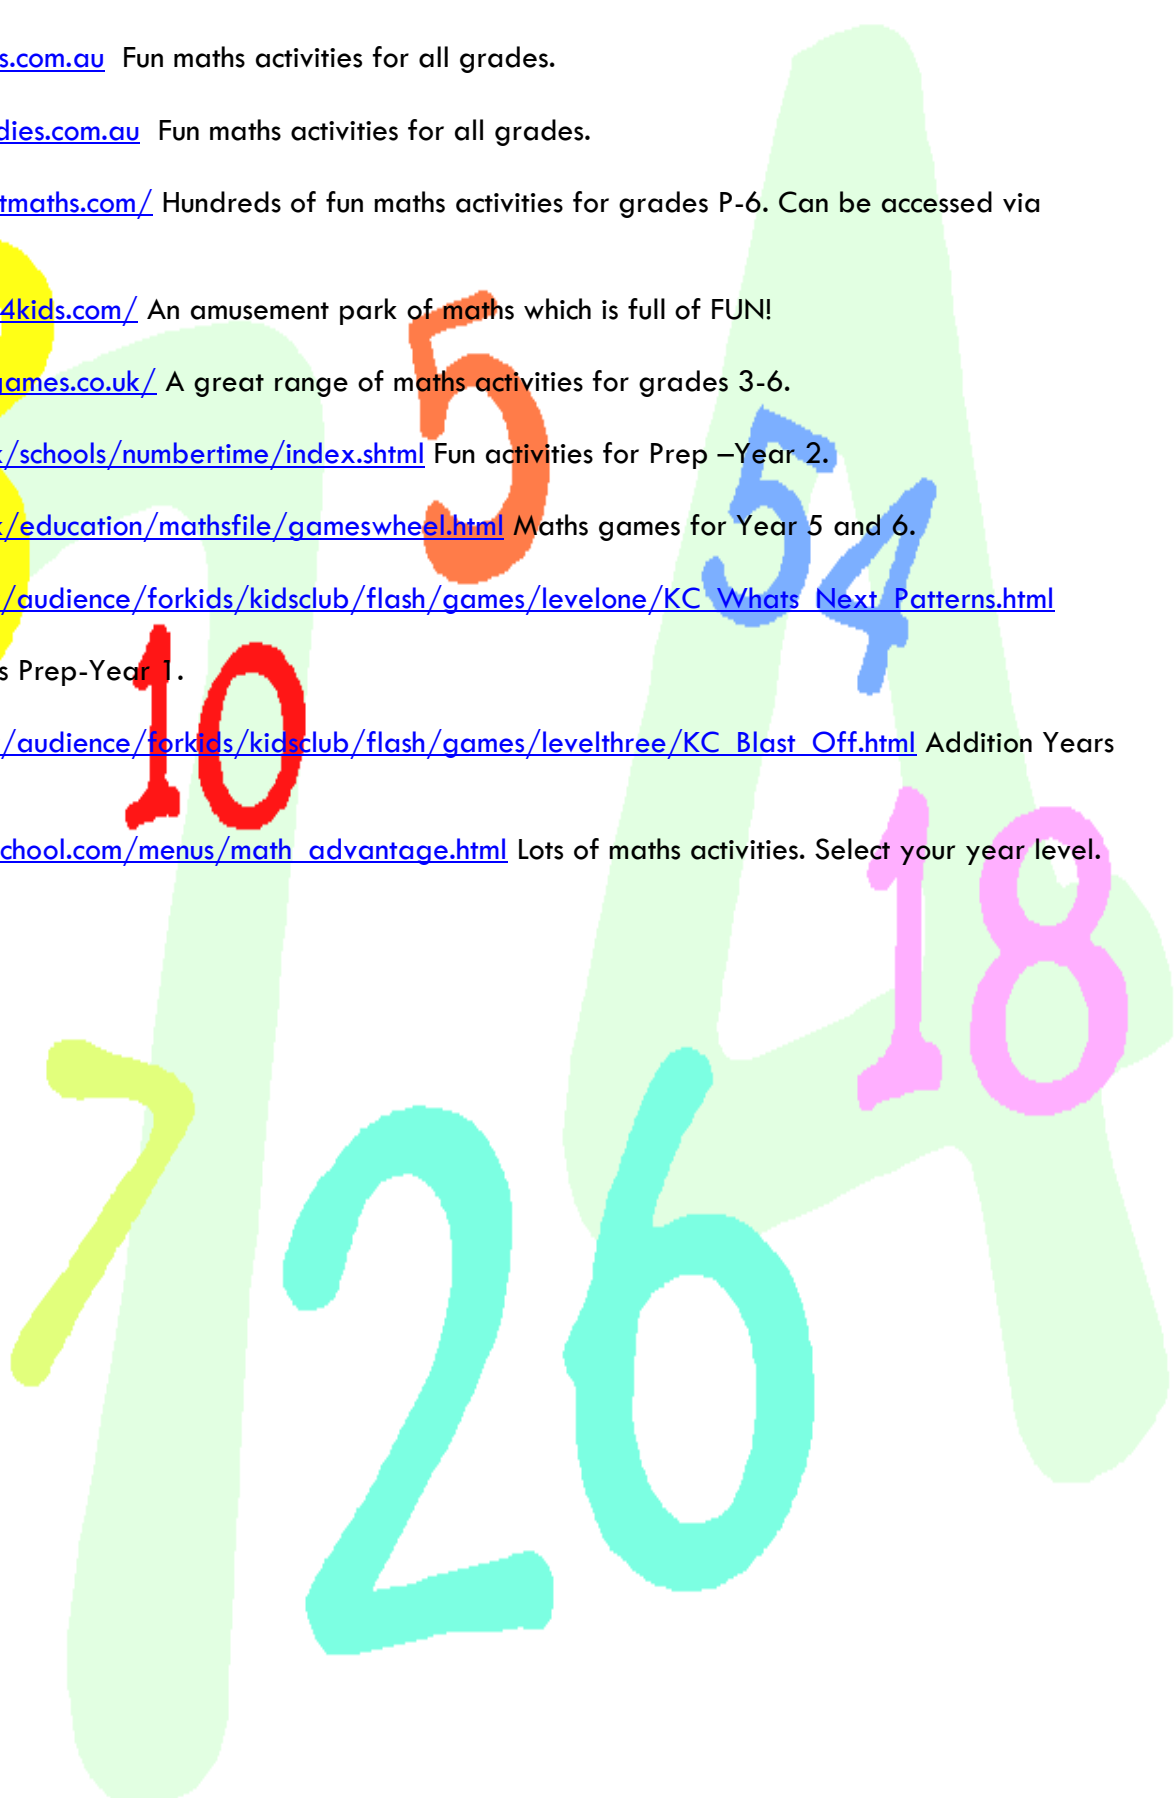 s.com.au Fun maths activities for all grades.
dies.com.au Fun maths activities for all grades.
tmaths.com/ Hundreds of fun maths activities for grades P-6. Can be accessed via
4kids.com/ An amusement park of maths which is full of FUN!
games.co.uk/ A great range of maths activities for grades 3-6.
k/schools/numbertime/index.shtml Fun activities for Prep –Year 2.
k/education/mathsfile/gameswheel.html Maths games for Year 5 and 6.
/audience/forkids/kidsclub/flash/games/levelone/KC_Whats_Next_Patterns.html
s Prep-Year 1.
/audience/forkids/kidsclub/flash/games/levelthree/KC_Blast_Off.html Addition Years
chool.com/menus/math_advantage.html Lots of maths activities. Select your year level.
5
54
10
18
7
26